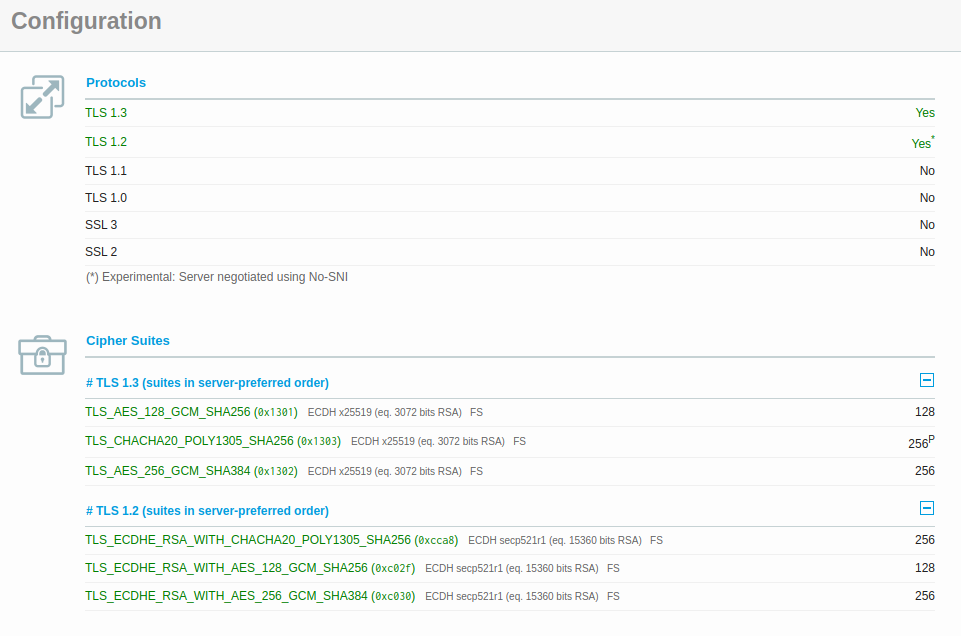 Configuration
Protocols
TLS 1.3 Yes
TLS 1.2 Yes*
TLS 1.1 No
TLS 1.0 No
SSL 3 No
SSL 2 No
(*) Experimental: Server negotiated using No-SNI
Cipher Suites
# TLS 1.3 (suites in server-preferred order)
TLS_AES_128_GCM_SHA256 (0x1301) ECDH x25519 (eq. 3072 bits RSA) FS 128
TLS_CHACHA20_POLY1305_SHA256 (0x1303) ECDH x25519 (eq. 3072 bits RSA) FS 256P
TLS_AES_256_GCM_SHA384 (0x1302) ECDH x25519 (eq. 3072 bits RSA) FS 256
# TLS 1.2 (suites in server-preferred order)
TLS_ECDHE_RSA_WITH_CHACHA20_POLY1305_SHA256 (0xcca8) ECDH secp521r1 (eq. 15360 bits RSA) FS 256
TLS_ECDHE_RSA_WITH_AES_128_GCM_SHA256 (0xc02f) ECDH secp521r1 (eq. 15360 bits RSA) FS 128
TLS_ECDHE_RSA_WITH_AES_256_GCM_SHA384 (0xc030) ECDH secp521r1 (eq. 15360 bits RSA) FS 256